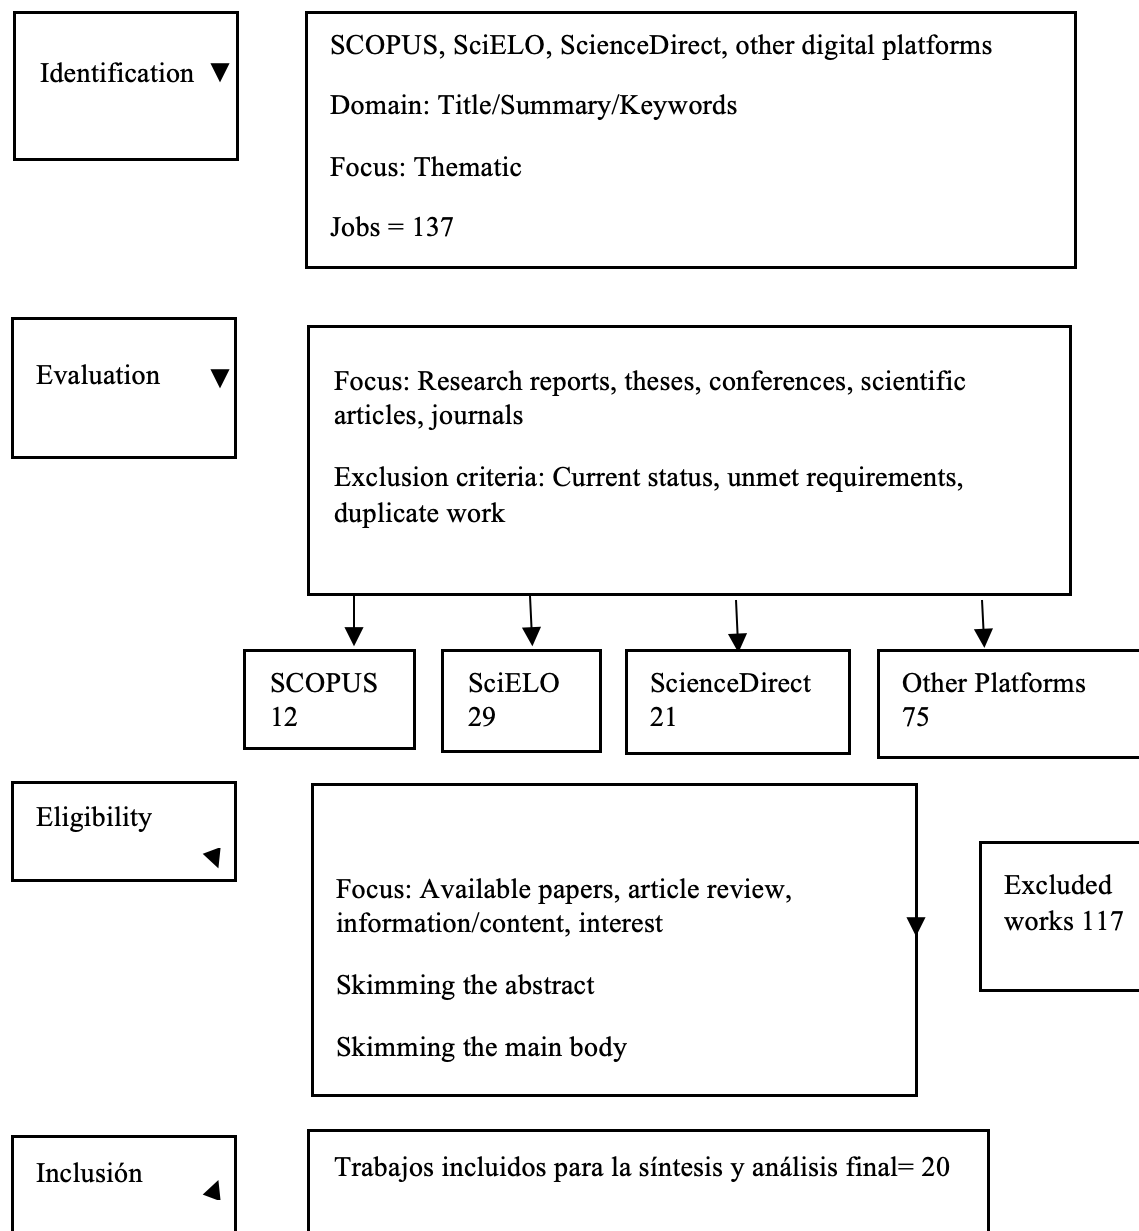 Identification
SCOPUS, SciELO, ScienceDirect, other digital platforms
Domain: Title/Summary/Keywords
Focus: Thematic
Jobs = 137
Evaluation
Focus: Research reports, theses, conferences, scientific
articles, journals
Exclusion criteria: Current status, unmet requirements,
duplicate work
SCOPUS
12
SciELO
29
ScienceDirect
21
Other Platforms
75
Eligibility
Focus: Available papers, article review,
information/content, interest
Skimming the abstract
Skimming the main body
Excluded
works 117
Inclusión
Trabajos incluidos para la síntesis y análisis final= 20